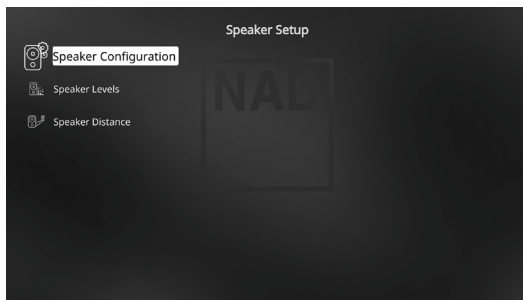 Speaker Setup
Speaker Configuration
Speaker Levels
Speaker Distance
NAD